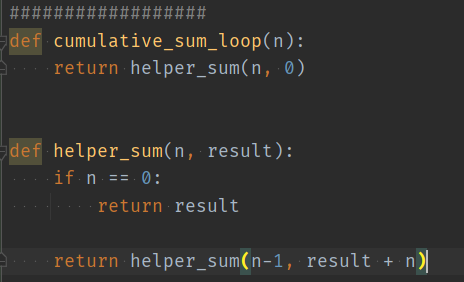 ##################
def cumulative_sum_loop(n):
    return helper_sum(n, 0)
def helper_sum(n, result):
    if n == 0:
        return result
    return helper_sum(n-1, result + n)